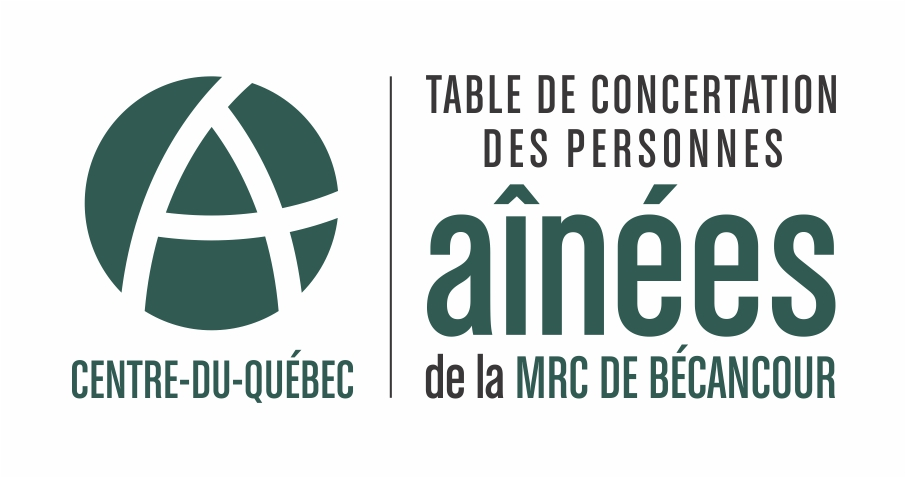 A
CENTRE-DU-QUÉBEC
TABLE DE CONCERTATION
DES PERSONNES
aînées
de la MRC DE BÉCANCOUR